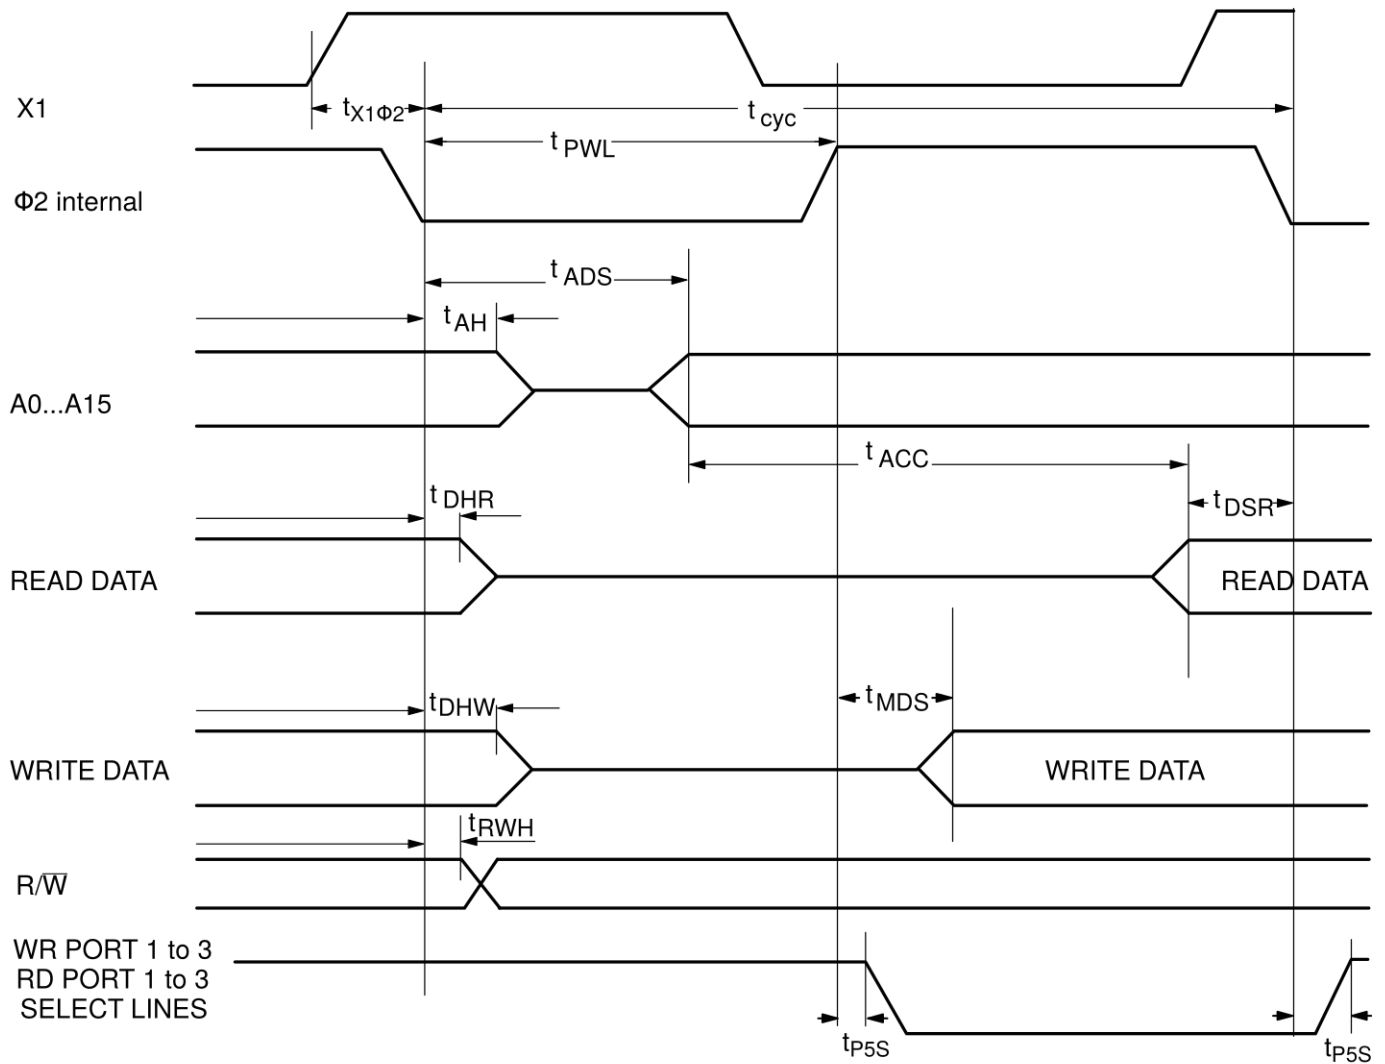 X1
tX1Φ2
tcyc
tPWL
Φ2 internal
tADS
tAH
A0...A15
tACC
tDHR
tDSR
READ DATA
READ DATA
tDHW
tMDS
WRITE DATA
WRITE DATA
tRWH
R/W̅
WR PORT 1 to 3
RD PORT 1 to 3
SELECT LINES
tP5S
tP5S